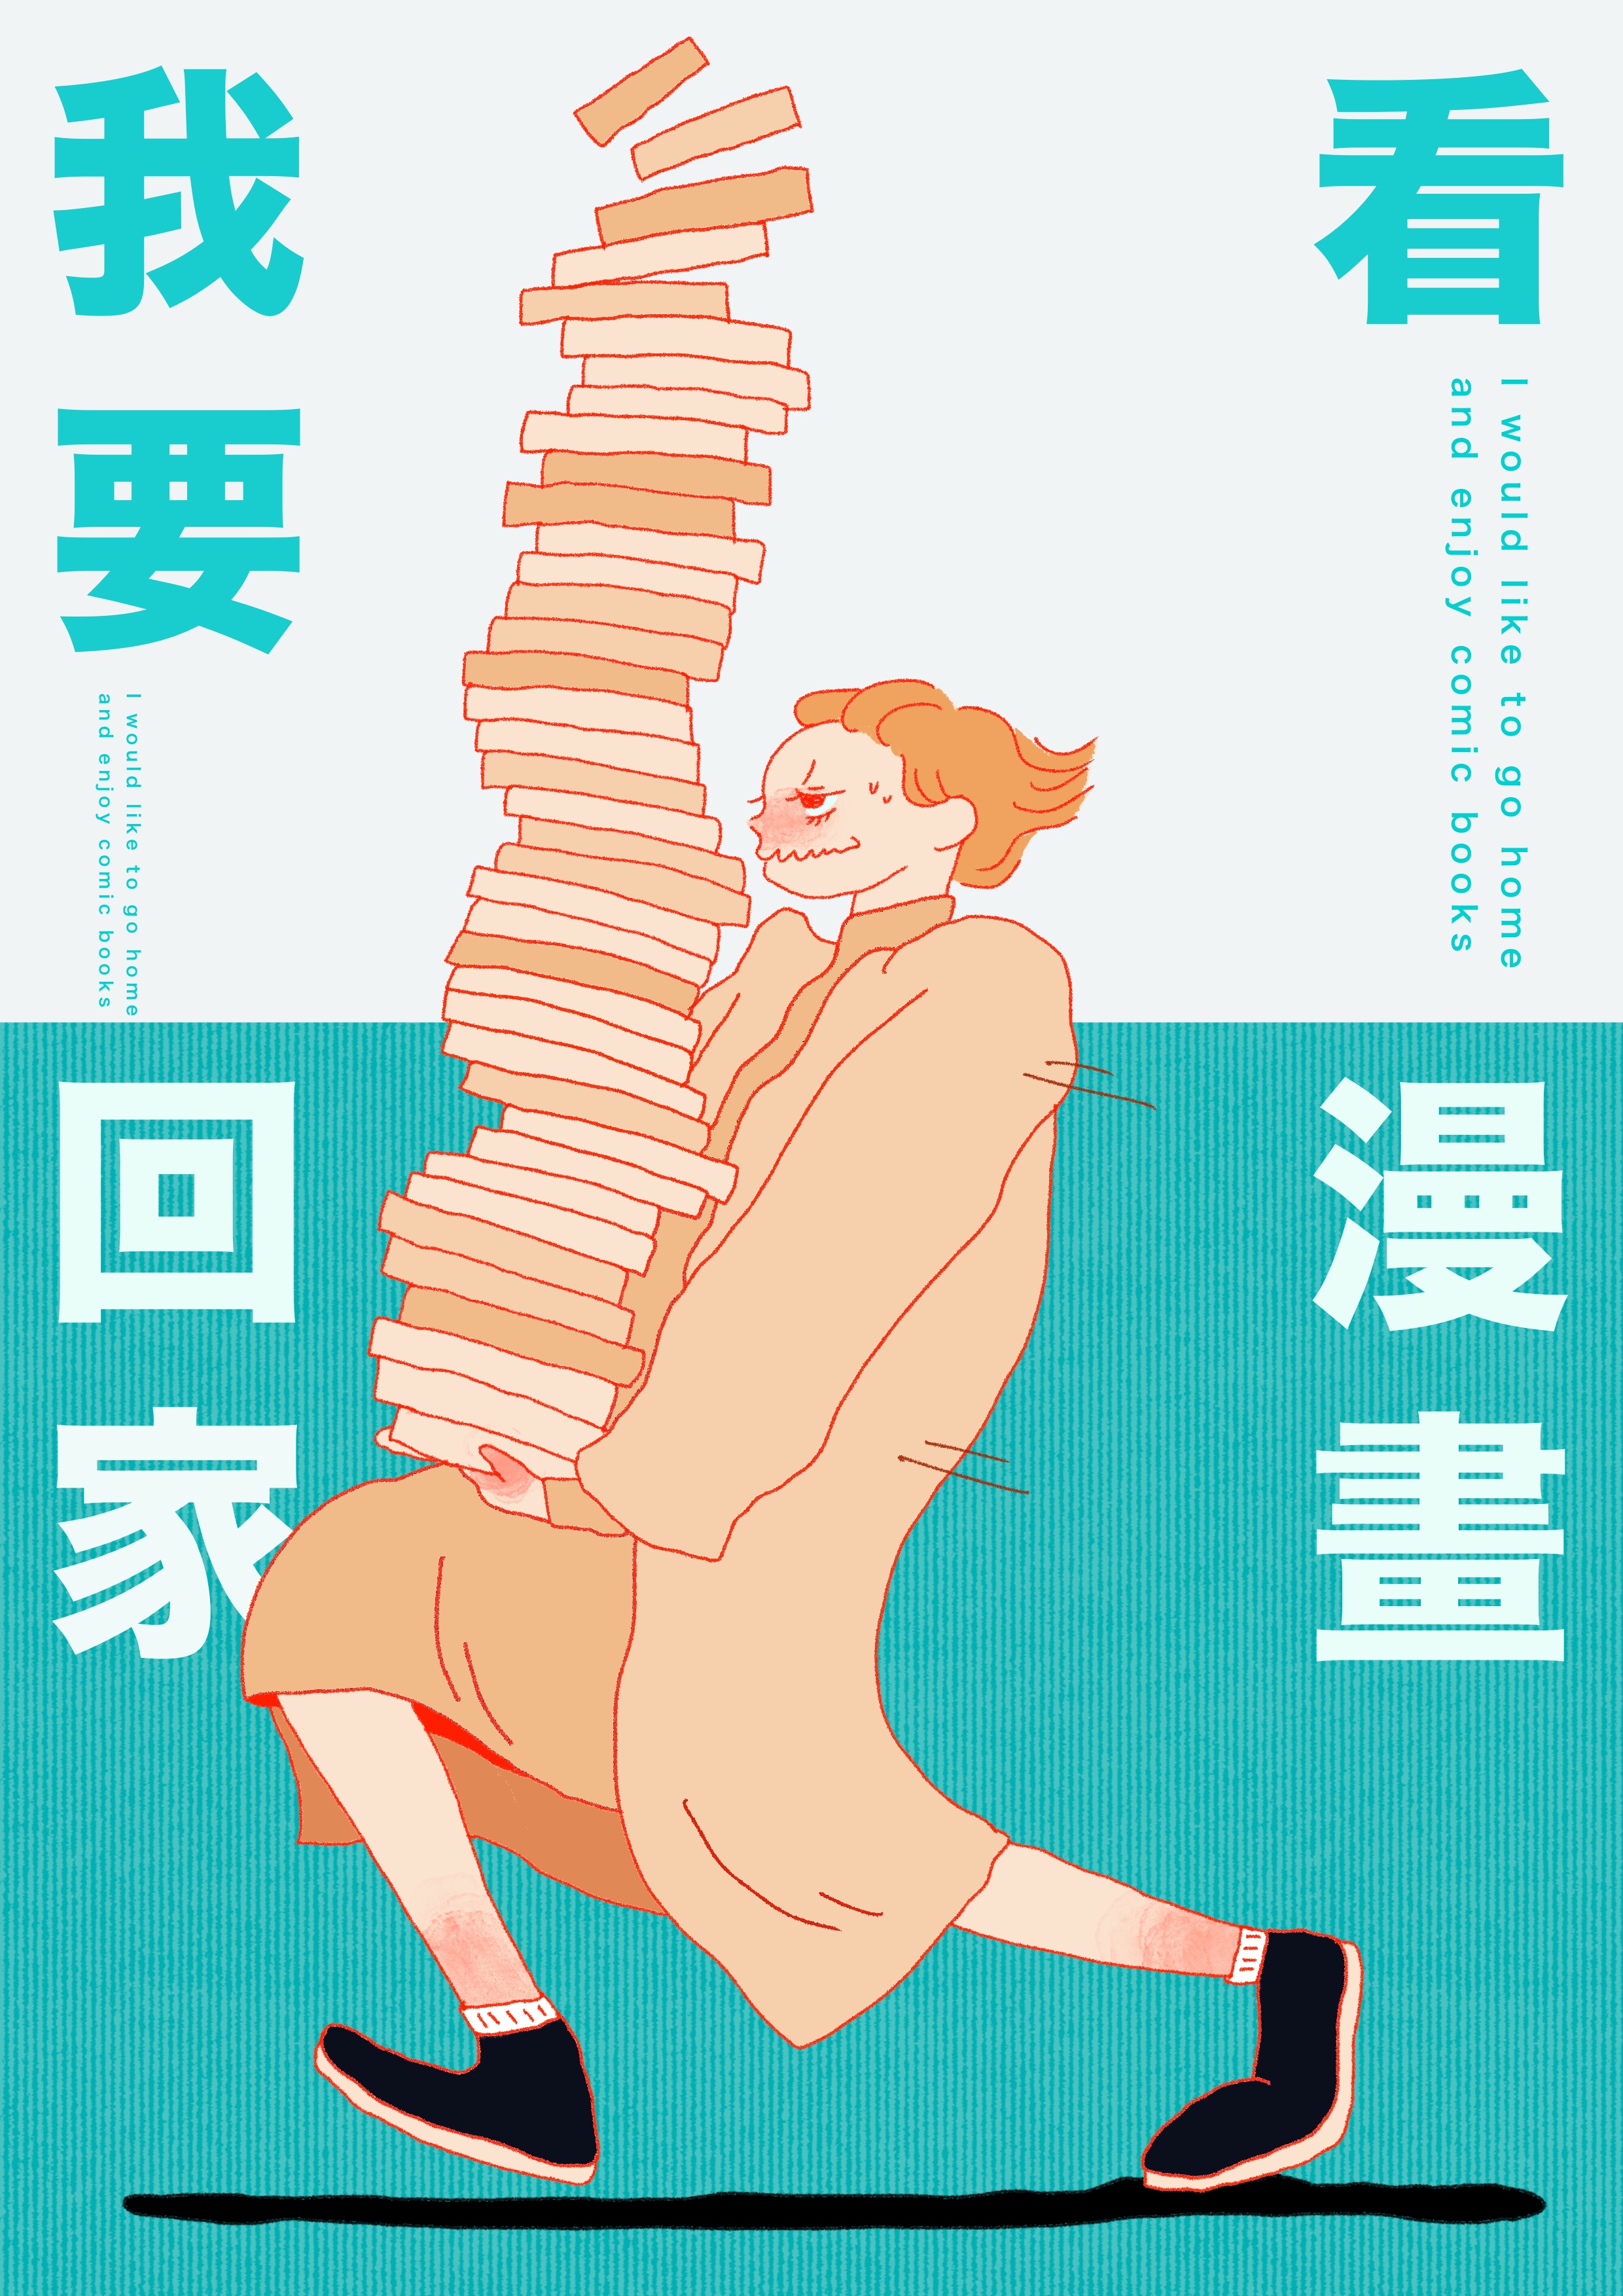 我要
I would like to go home
and enjoy comic books
回家
看
I would like to go home
and enjoy comic books
漫畫